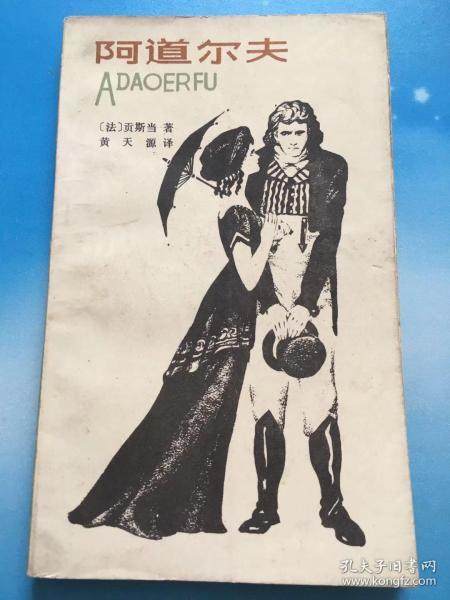 阿道尔夫
ADAOERFU
〔法〕贡斯当 著
黄天源 译
孔夫子旧书网
www.kongfz.com